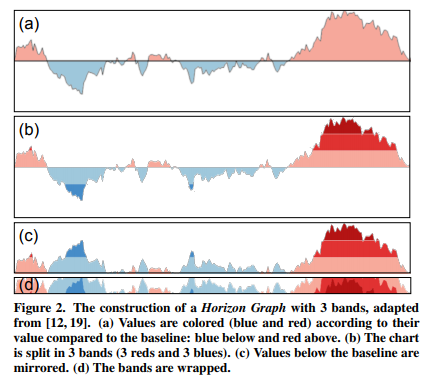 (a)
(b)
(c)
(d)
Figure 2. The construction of a Horizon Graph with 3 bands, adapted
from [12, 19]. (a) Values are colored (blue and red) according to their
value compared to the baseline: blue below and red above. (b) The chart
is split in 3 bands (3 reds and 3 blues). (c) Values below the baseline are
mirrored. (d) The bands are wrapped.